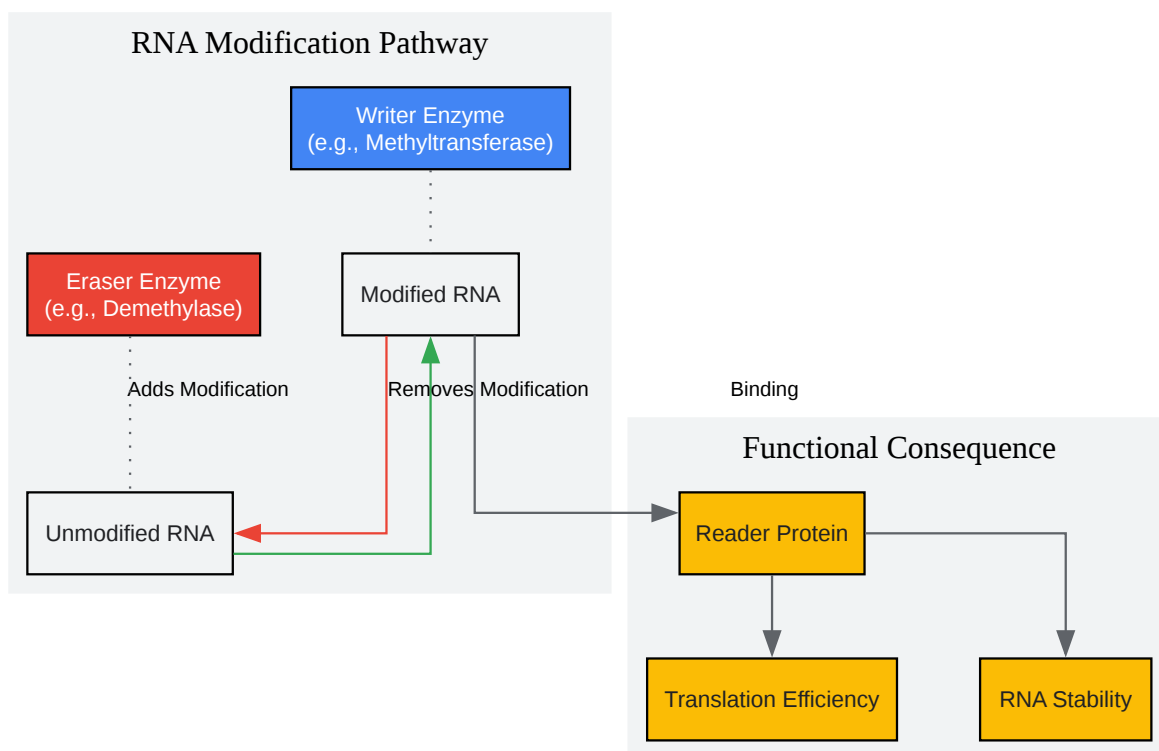 RNA Modification Pathway
Writer Enzyme
(e.g., Methyltransferase)
Eraser Enzyme
(e.g., Demethylase)
Modified RNA
Adds Modification
Removes Modification
Binding
Unmodified RNA
Functional Consequence
Reader Protein
Translation Efficiency
RNA Stability